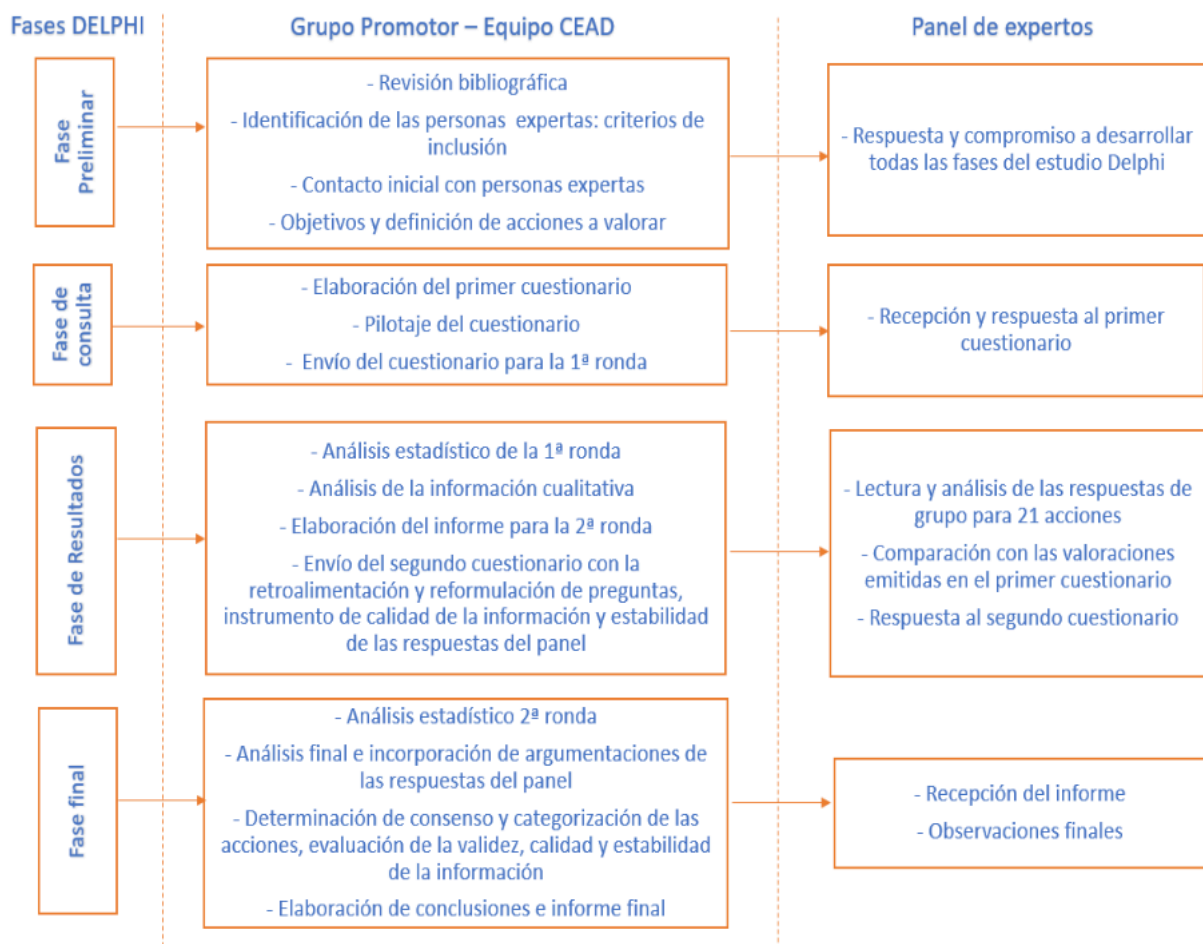 Fases DELPHI
Grupo Promotor – Equipo CEAD
Panel de expertos
Fase
Preliminar
- Revisión bibliográfica
- Identificación de las personas expertas: criterios de
inclusión
- Contacto inicial con personas expertas
- Objetivos y definición de acciones a valorar
- Respuesta y compromiso a desarrollar
todas las fases del estudio Delphi
Fase de
consulta
- Elaboración del primer cuestionario
- Pilotaje del cuestionario
- Envío del cuestionario para la 1ª ronda
- Recepción y respuesta al primer
cuestionario
Fase de Resultados
- Análisis estadístico de la 1ª ronda
- Análisis de la información cualitativa
- Elaboración del informe para la 2ª ronda
- Envío del segundo cuestionario con la
retroalimentación y reformulación de preguntas,
instrumento de calidad de la información y estabilidad
de las respuestas del panel
- Lectura y análisis de las respuestas de
grupo para 21 acciones
- Comparación con las valoraciones
emitidas en el primer cuestionario
- Respuesta al segundo cuestionario
Fase final
- Análisis estadístico 2ª ronda
- Análisis final e incorporación de argumentaciones de
las respuestas del panel
- Determinación de consenso y categorización de las
acciones, evaluación de la validez, calidad y estabilidad
de la información
- Elaboración de conclusiones e informe final
- Recepción del informe
- Observaciones finales